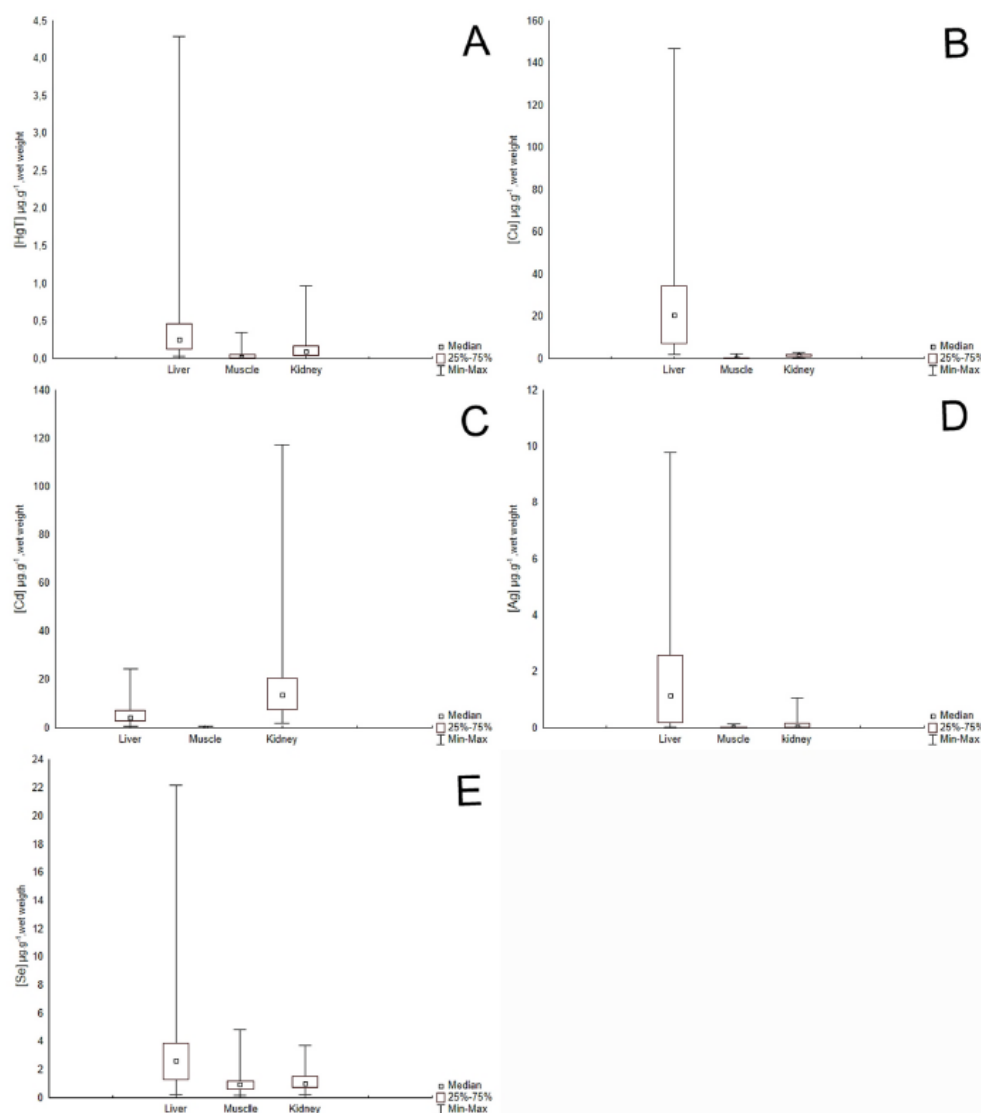 A
4,5
4,0
3,5
3,0
2,5
2,0
1,5
1,0
0,5
0,0
[HgT] µg.g⁻¹ ,wet weight
Liver Muscle Kidney
Median
25%-75%
Min-Max
B
160
140
120
100
80
60
40
20
0
[Cu] µg.g⁻¹ ,wet weight
Liver Muscle Kidney
Median
25%-75%
Min-Max
C
140
120
100
80
60
40
20
0
[Cd] µg.g⁻¹ ,wet weight
Liver Muscle Kidney
Median
25%-75%
Min-Max
D
12
10
8
6
4
2
0
[Ag] µg.g⁻¹ ,wet weight
Liver Muscle kidney
Median
25%-75%
Min-Max
E
24
22
20
18
16
14
12
10
8
6
4
2
0
[Se] µg.g⁻¹,wet weigth
Liver Muscle Kidney
Median
25%-75%
Min-Max